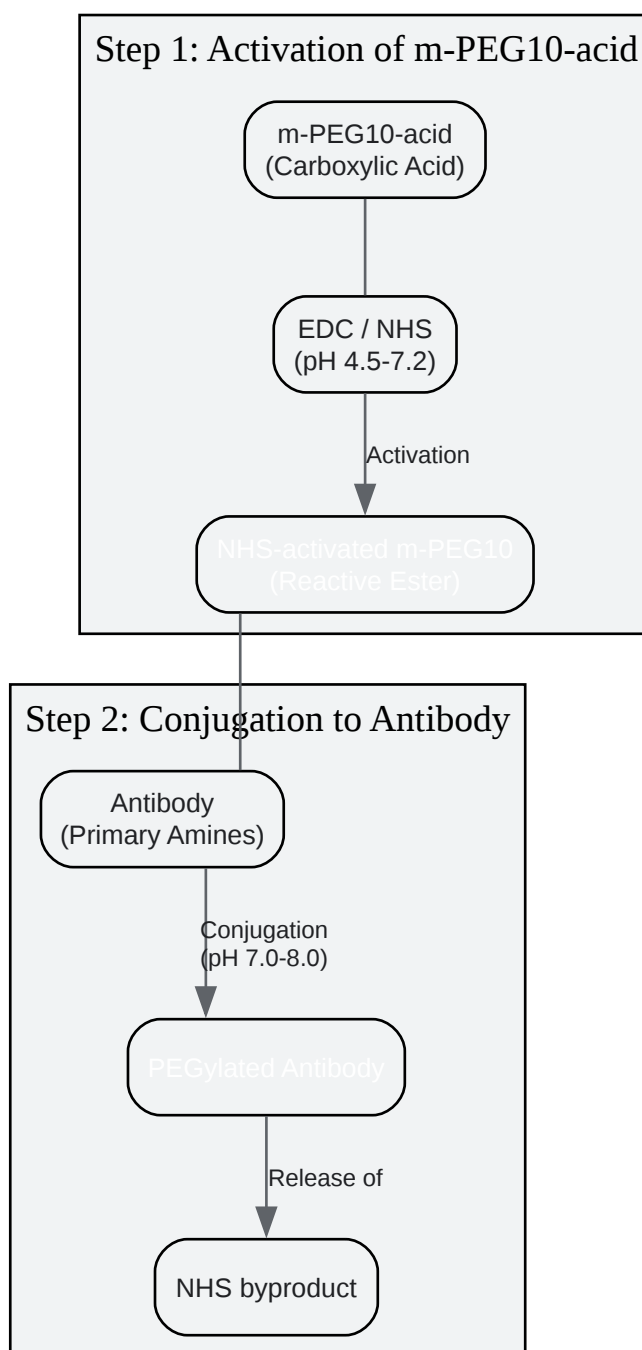 Step 1: Activation of m-PEG10-acid
m-PEG10-acid
(Carboxylic Acid)
EDC / NHS
(pH 4.5-7.2)
Activation
NHS-activated m-PEG10
(Reactive Ester)
Step 2: Conjugation to Antibody
Antibody
(Primary Amines)
Conjugation
(pH 7.0-8.0)
PEGylated Antibody
Release of
NHS byproduct